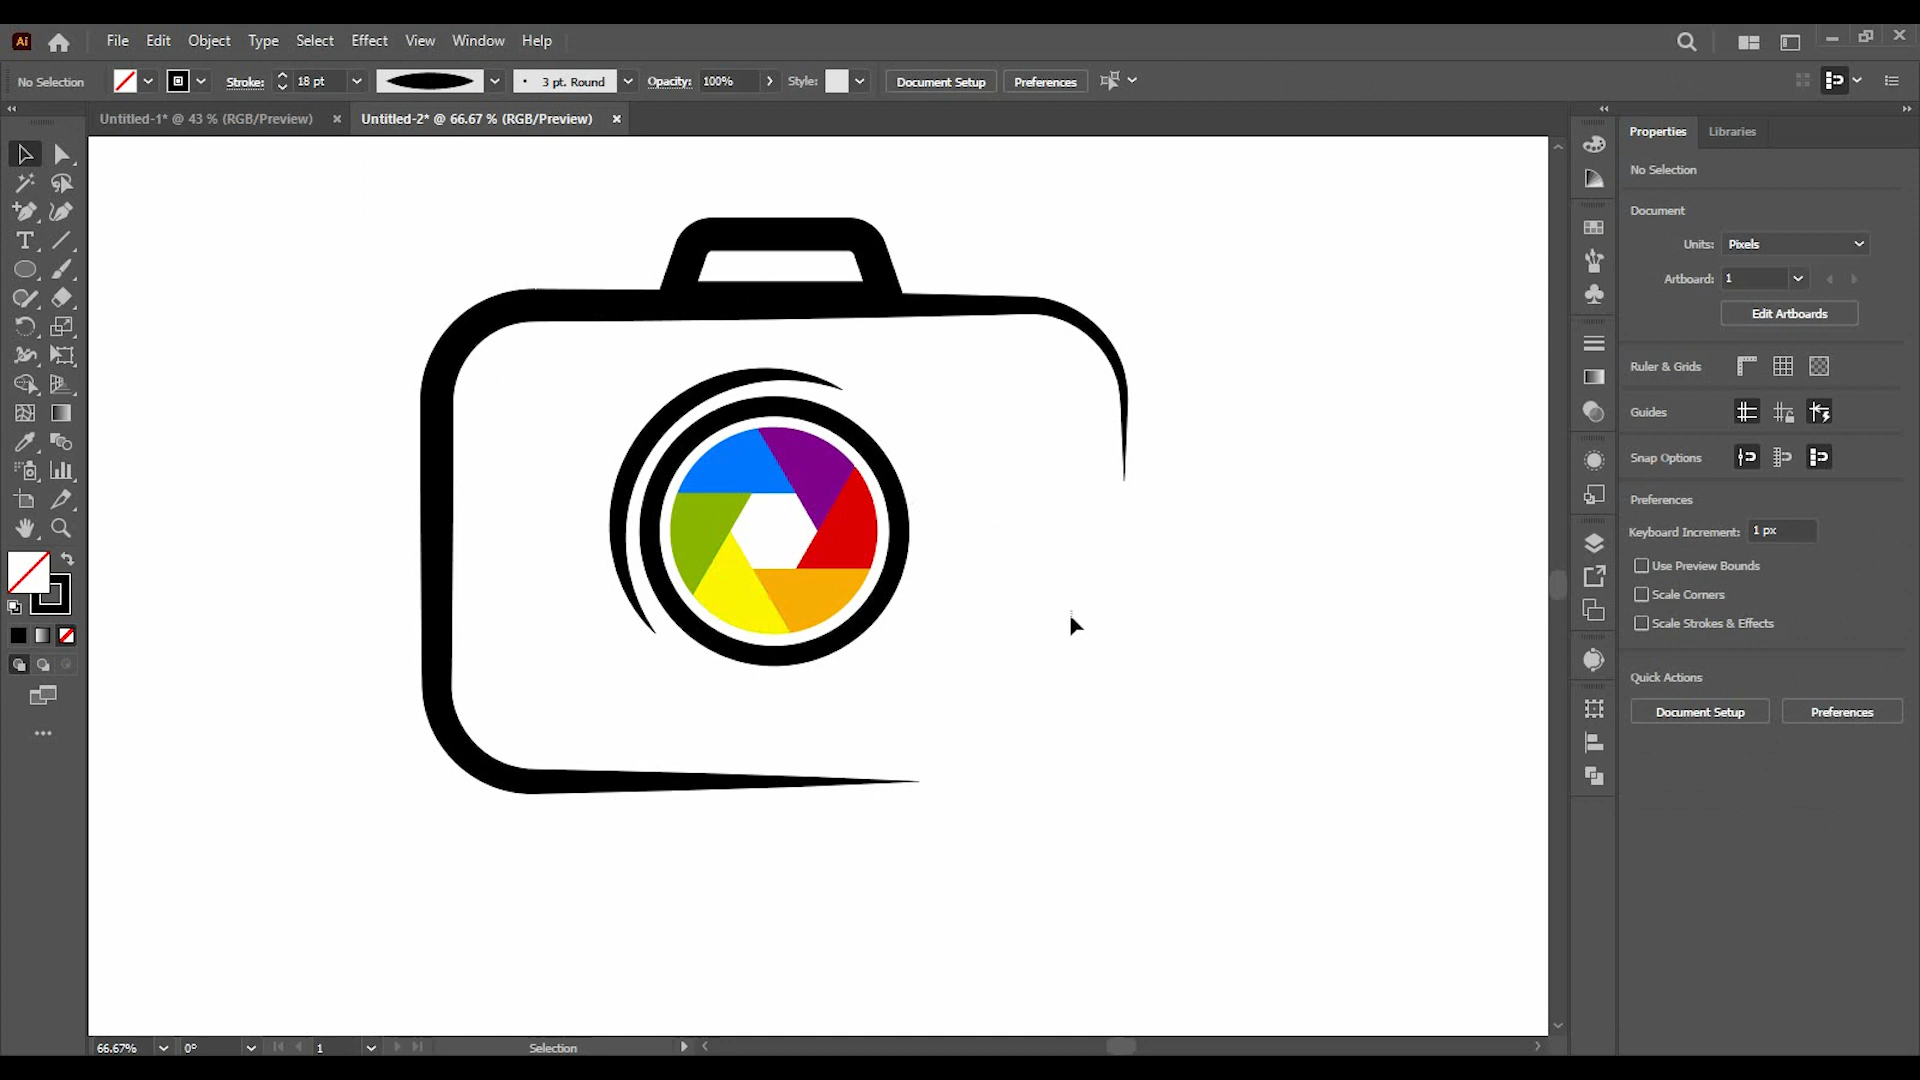 Ai File Edit Object Type Select Effect View Window Help
No Selection Stroke: 18 pt 3 pt. Round Opacity: 100% Style: Document Setup Preferences
Untitled-1* @ 43 % (RGB/Preview) × Untitled-2* @ 66.67 % (RGB/Preview) ×
Properties Libraries
No Selection
Document
Units: Pixels
Artboard: 1
Edit Artboards
Ruler & Grids
Guides
Snap Options
Preferences
Keyboard Increment: 1 px
Use Preview Bounds
Scale Corners
Scale Strokes & Effects
Quick Actions
Document Setup Preferences
66.67% 0° 1 Selection